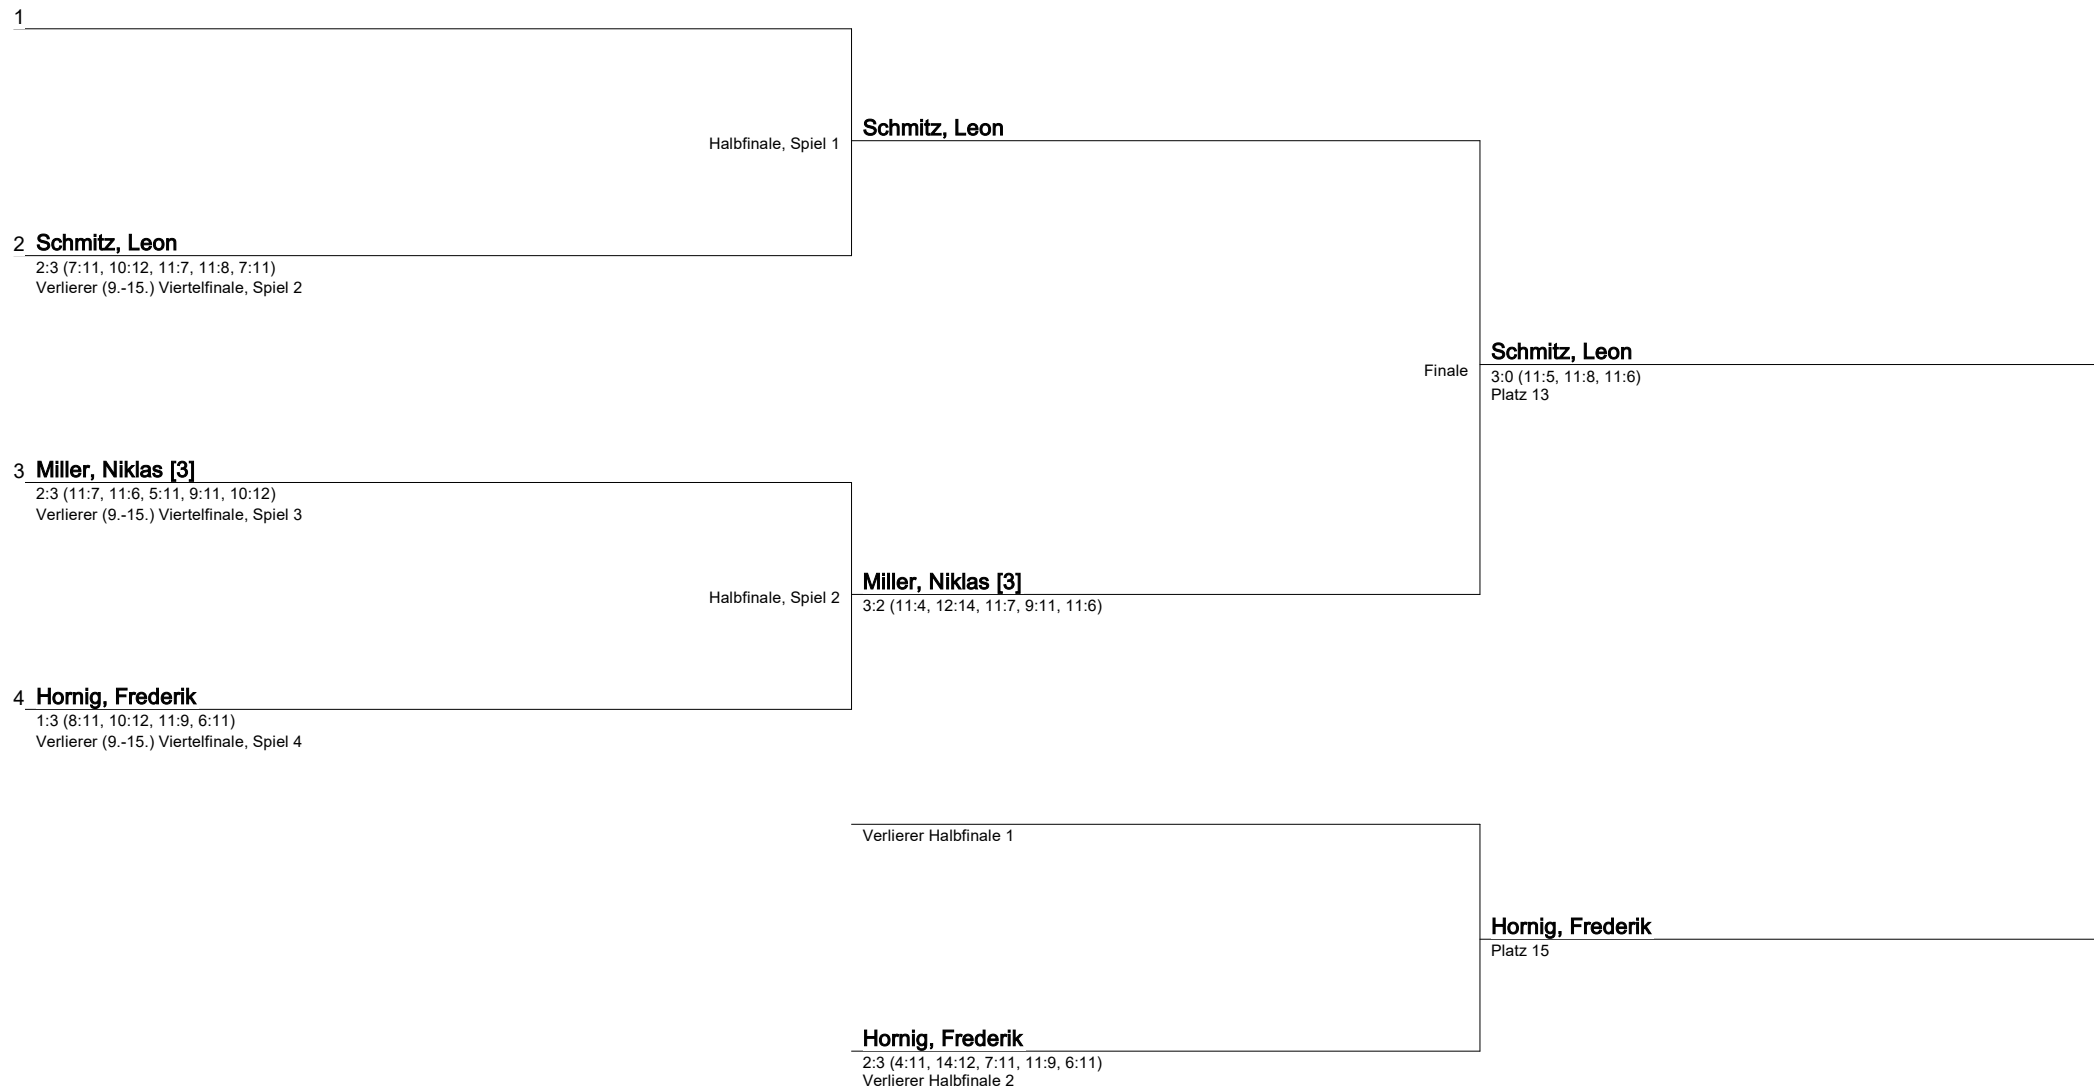 1
Schmitz, Leon
Halbfinale, Spiel 1
2 Schmitz, Leon
2:3 (7:11, 10:12, 11:7, 11:8, 7:11)
Verlierer (9.-15.) Viertelfinale, Spiel 2
Schmitz, Leon
Finale
3:0 (11:5, 11:8, 11:6)
Platz 13
3 Miller, Niklas [3]
2:3 (11:7, 11:6, 5:11, 9:11, 10:12)
Verlierer (9.-15.) Viertelfinale, Spiel 3
Miller, Niklas [3]
Halbfinale, Spiel 2
3:2 (11:4, 12:14, 11:7, 9:11, 11:6)
4 Hornig, Frederik
1:3 (8:11, 10:12, 11:9, 6:11)
Verlierer (9.-15.) Viertelfinale, Spiel 4
Verlierer Halbfinale 1
Hornig, Frederik
Platz 15
Hornig, Frederik
2:3 (4:11, 14:12, 7:11, 11:9, 6:11)
Verlierer Halbfinale 2